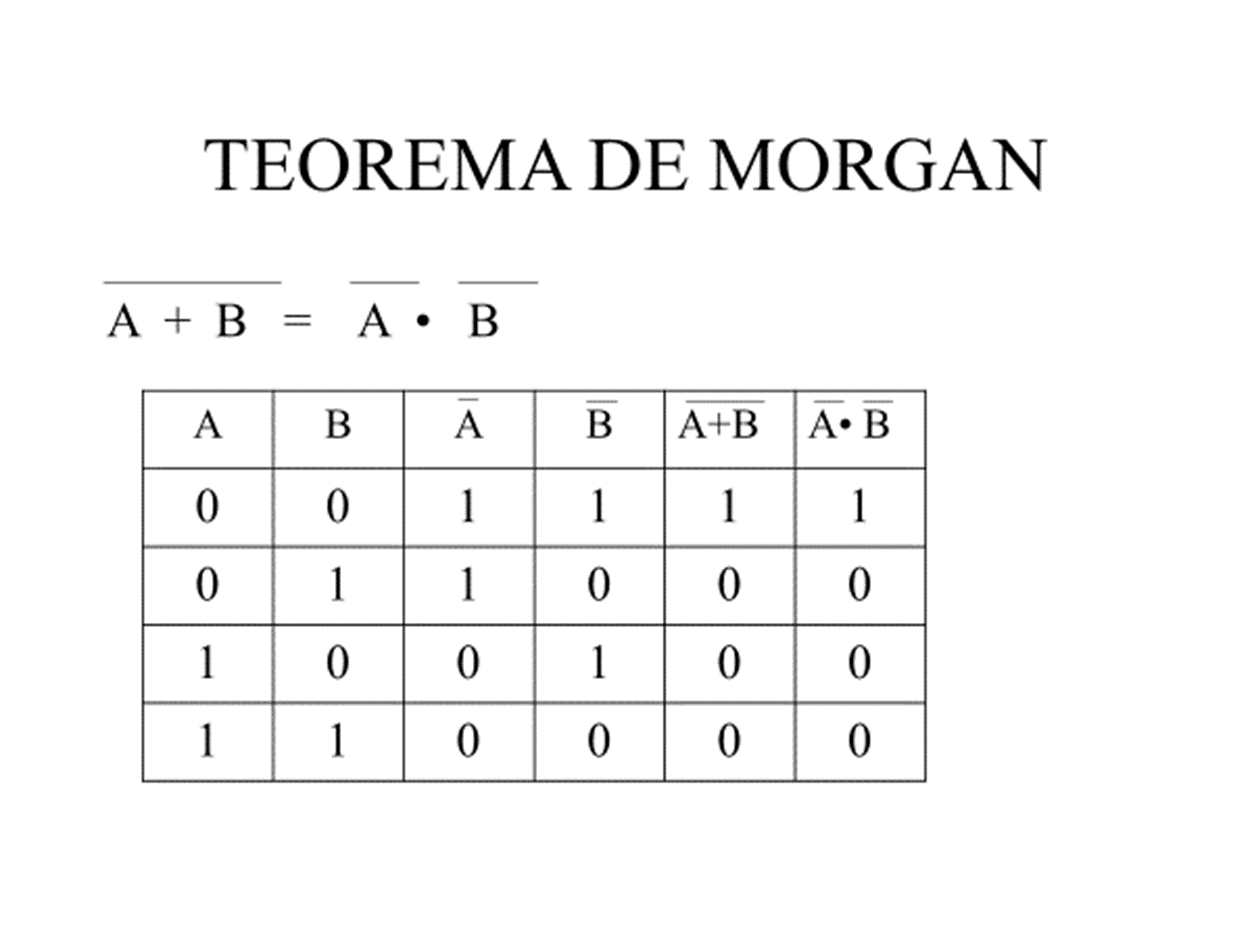 TEOREMA DE MORGAN
A̅ ̅+̅ ̅B̅ = A̅ • B̅
A B A̅ B̅ A̅+̅B̅ A̅• B̅
0 0 1 1 1 1
0 1 1 0 0 0
1 0 0 1 0 0
1 1 0 0 0 0